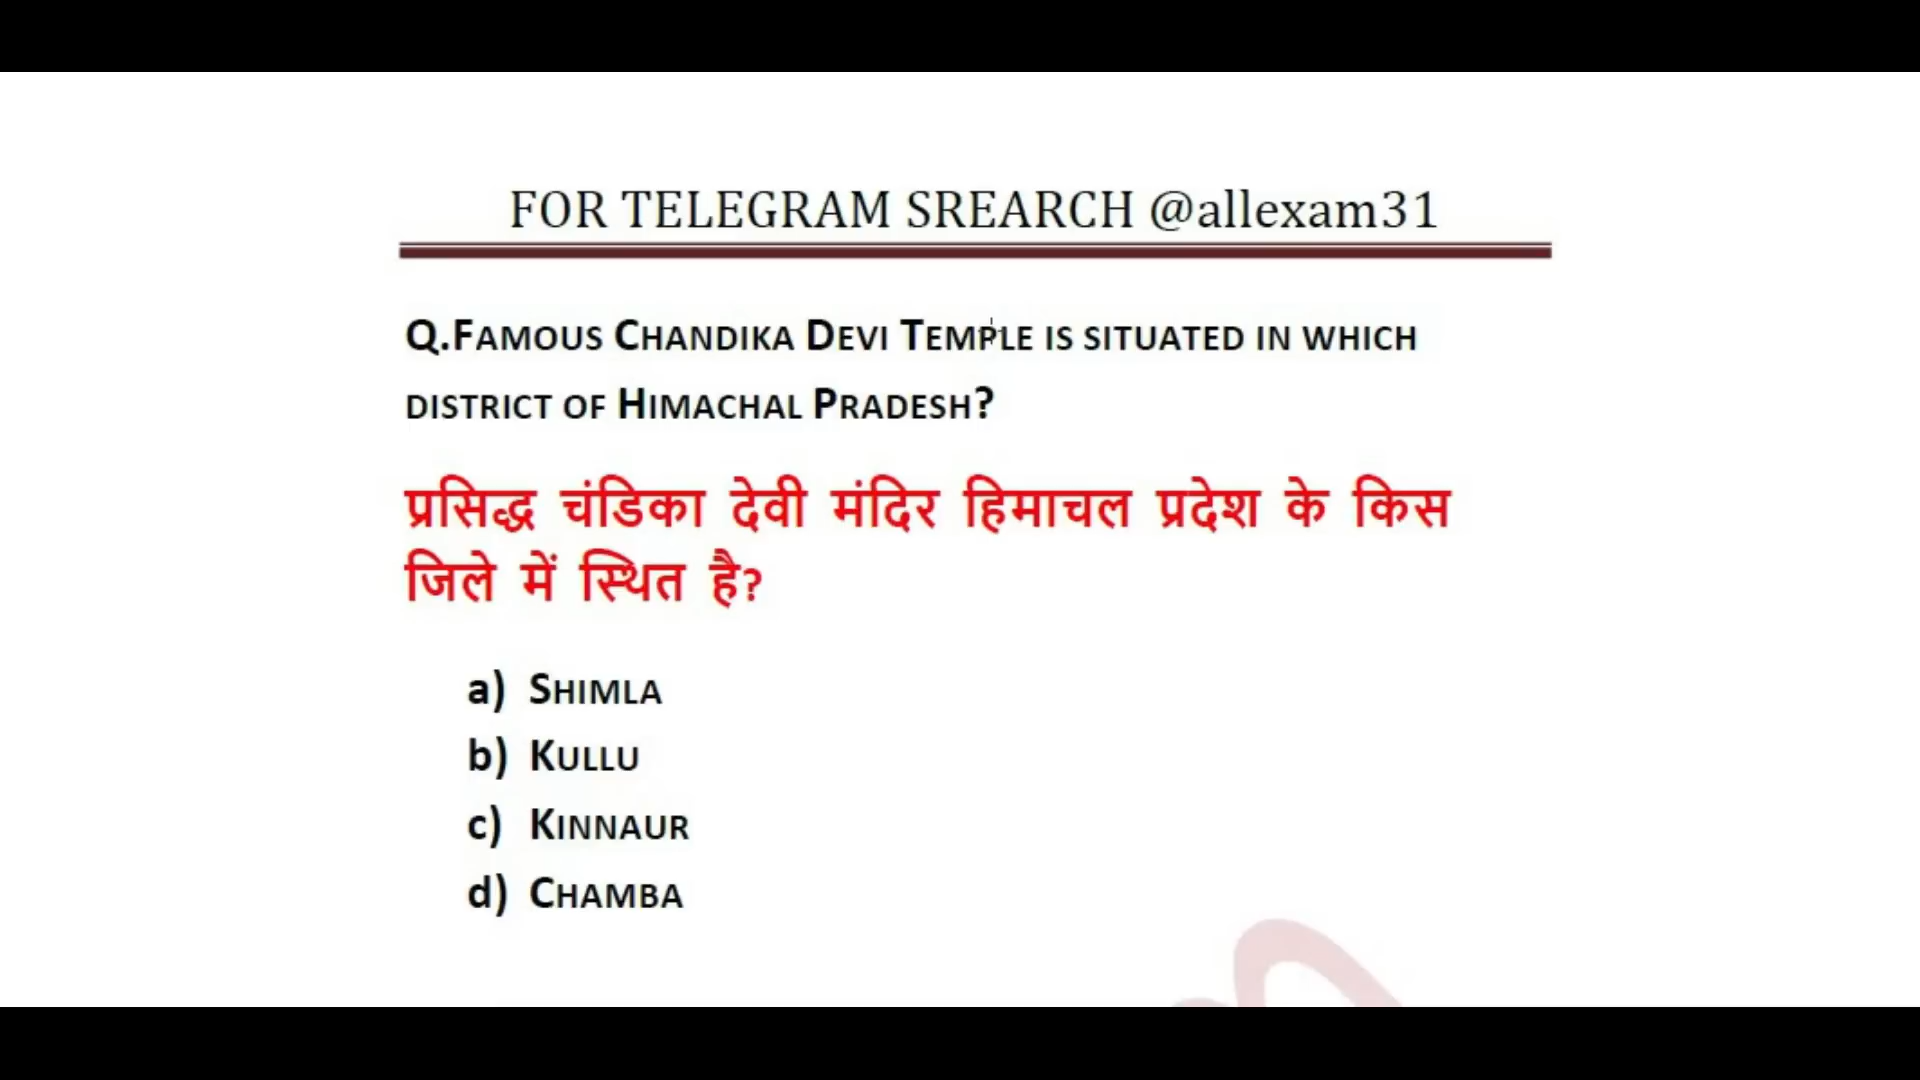 FOR TELEGRAM SREARCH @allexam31
Q.FAMOUS CHANDIKA DEVI TEMPLE IS SITUATED IN WHICH
DISTRICT OF HIMACHAL PRADESH?
प्रसिद्ध चंडिका देवी मंदिर हिमाचल प्रदेश के किस
जिले में स्थित है?
a) SHIMLA
b) KULLU
c) KINNAUR
d) CHAMBA